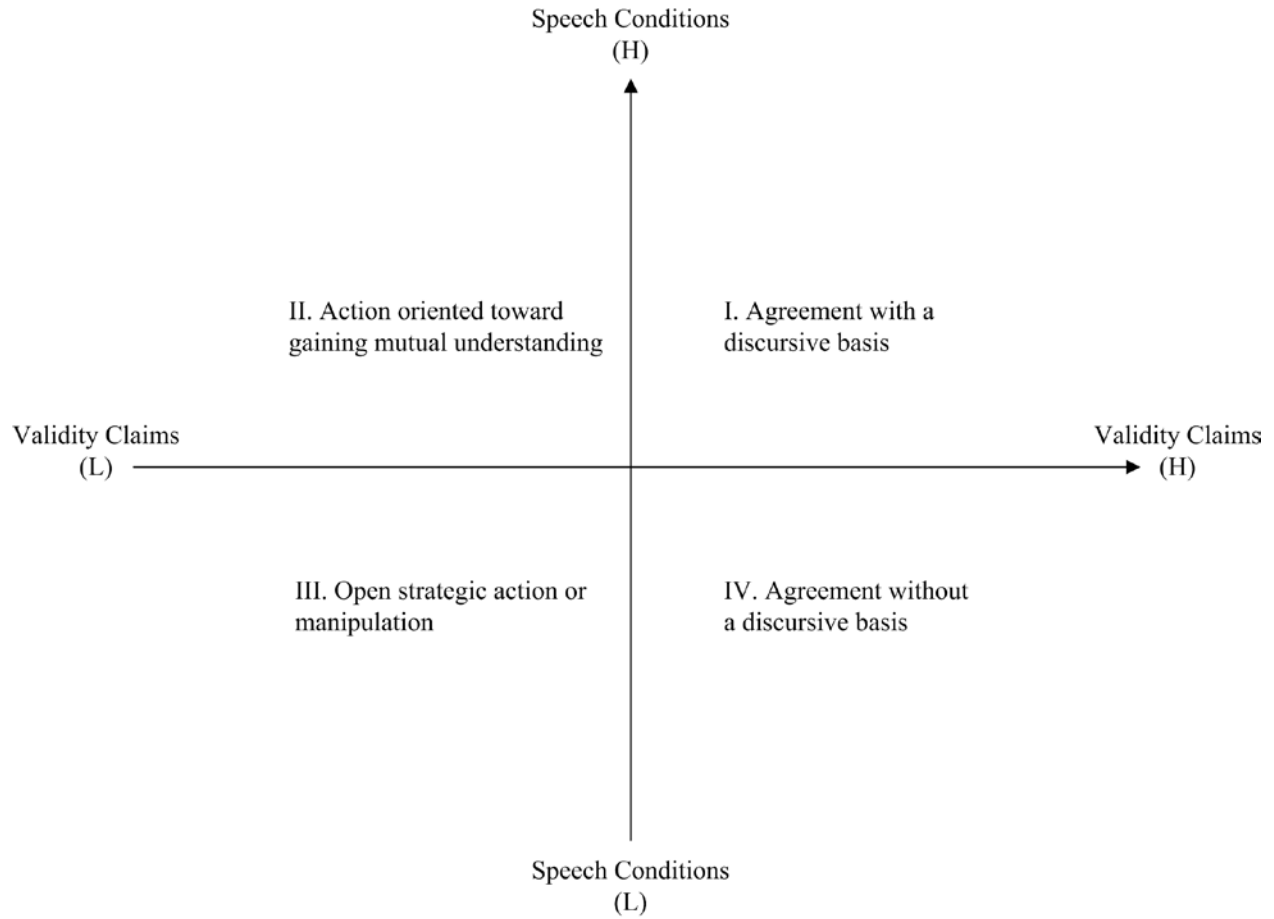 Speech Conditions
(H)
II. Action oriented toward
gaining mutual understanding
I. Agreement with a
discursive basis
Validity Claims
(L)
Validity Claims
(H)
III. Open strategic action or
manipulation
IV. Agreement without
a discursive basis
Speech Conditions
(L)